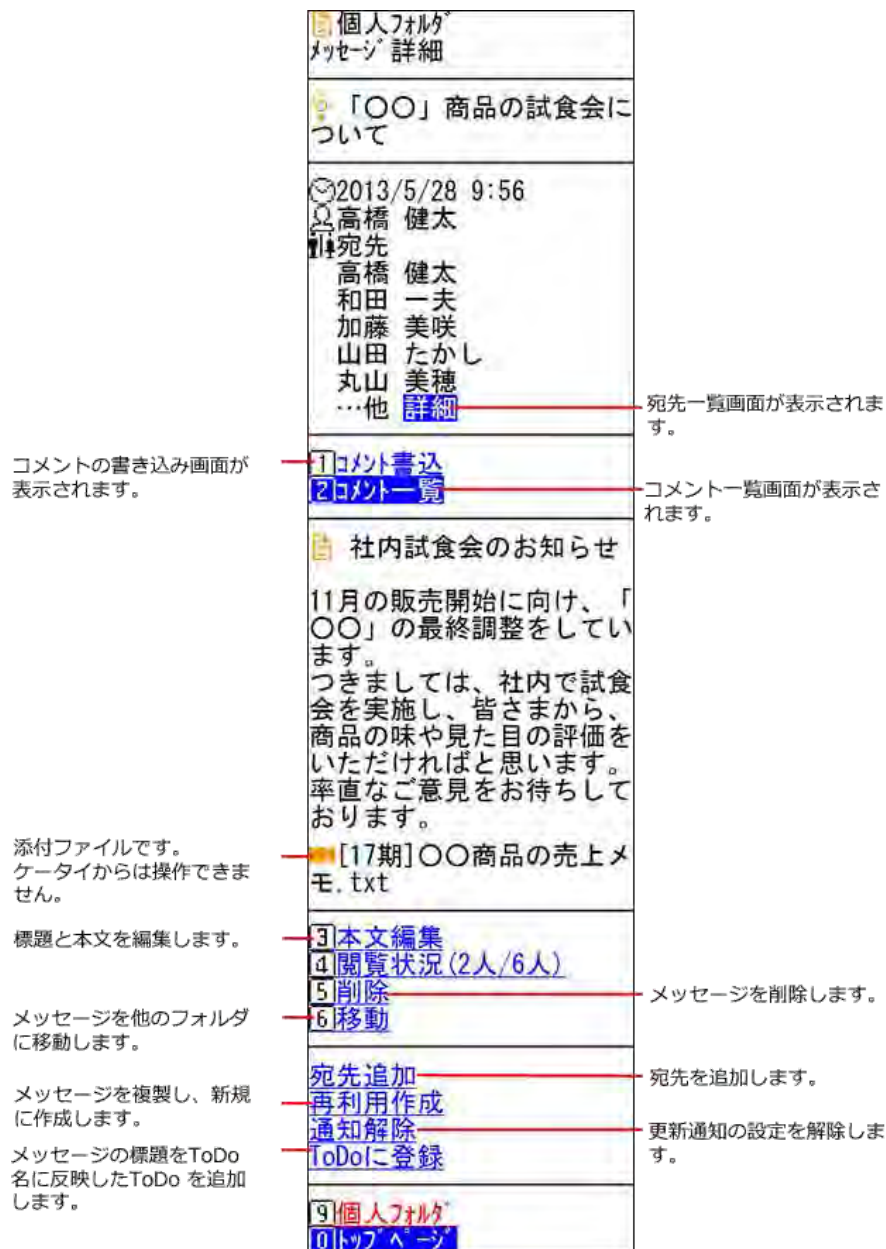 個人フォルダ
メッセージ詳細
「〇〇」商品の試食会に
ついて
2013/5/28 9:56
高橋 健太
宛先
高橋 健太
和田 一夫
加藤 美咲
山田 たかし
丸山 美穂
…他 詳細
宛先一覧画面が表示されま
す。
コメントの書き込み画面が
表示されます。
1コメント書込
2コメント一覧
コメント一覧画面が表示さ
れます。
社内試食会のお知らせ
11月の販売開始に向け、「
〇〇」の最終調整をしてい
ます。
つきましては、社内で試食
会を実施し、皆さまから、
商品の味や見た目の評価を
いただければと思います。
率直なご意見をお待ちして
おります。
添付ファイルです。
ケータイからは操作できま
せん。
[17期]〇〇商品の売上メ
モ.txt
標題と本文を編集します。
3本文編集
4閲覧状況(2人/6人)
5削除
メッセージを削除します。
6移動
メッセージを他のフォルダ
に移動します。
宛先追加
宛先を追加します。
メッセージを複製し、新規
に作成します。
再利用作成
通知解除
更新通知の設定を解除しま
す。
メッセージの標題をToDo
名に反映したToDo を追加
します。
ToDoに登録
9個人フォルダ
0トップページ